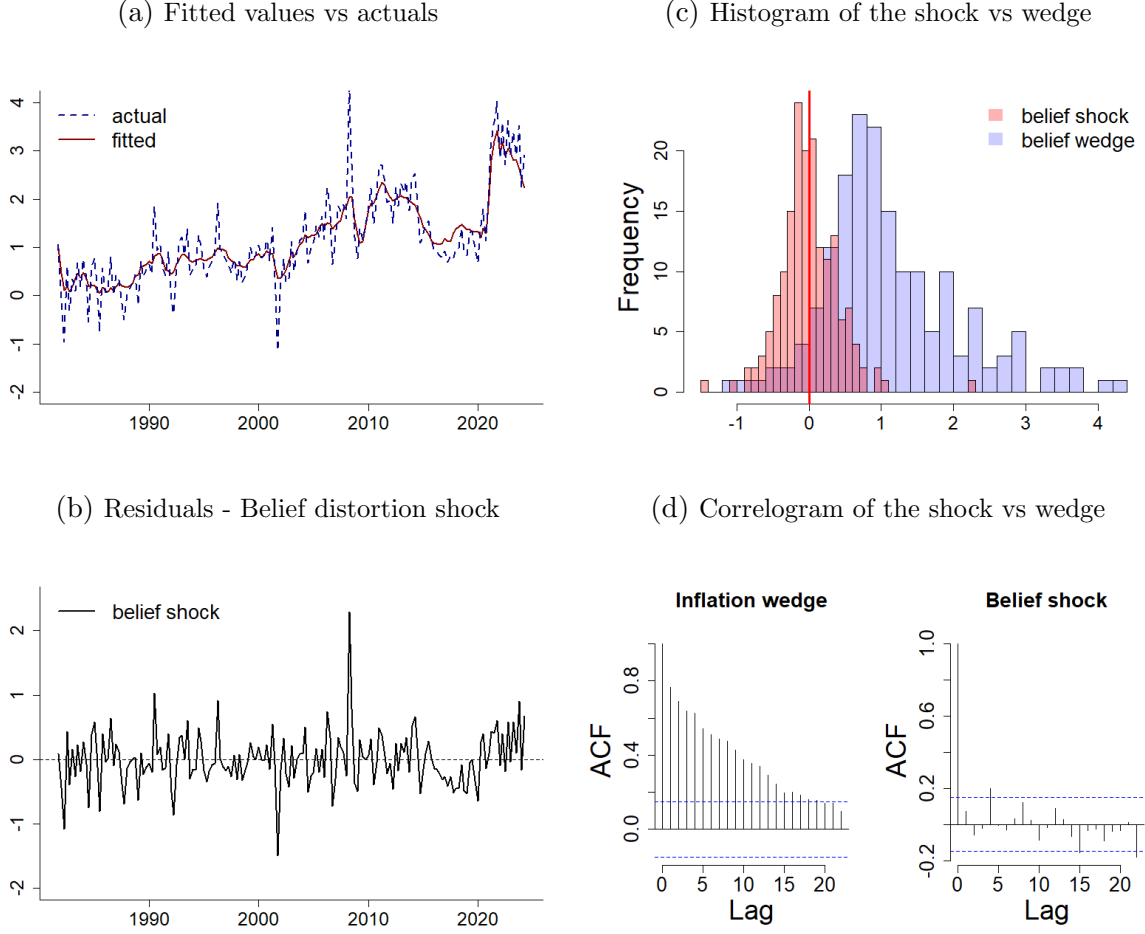 (a) Fitted values vs actuals
actual
fitted
4
3
2
1
0
-1
-2
1990 2000 2010 2020
(c) Histogram of the shock vs wedge
belief shock
belief wedge
Frequency
20
15
10
5
0
-1 0 1 2 3 4
(b) Residuals - Belief distortion shock
belief shock
2
1
0
-1
-2
1990 2000 2010 2020
(d) Correlogram of the shock vs wedge
Inflation wedge
ACF
0.8
0.4
0.0
0 5 10 15 20
Lag
Belief shock
ACF
1.0
0.6
0.2
-0.2
0 5 10 15 20
Lag